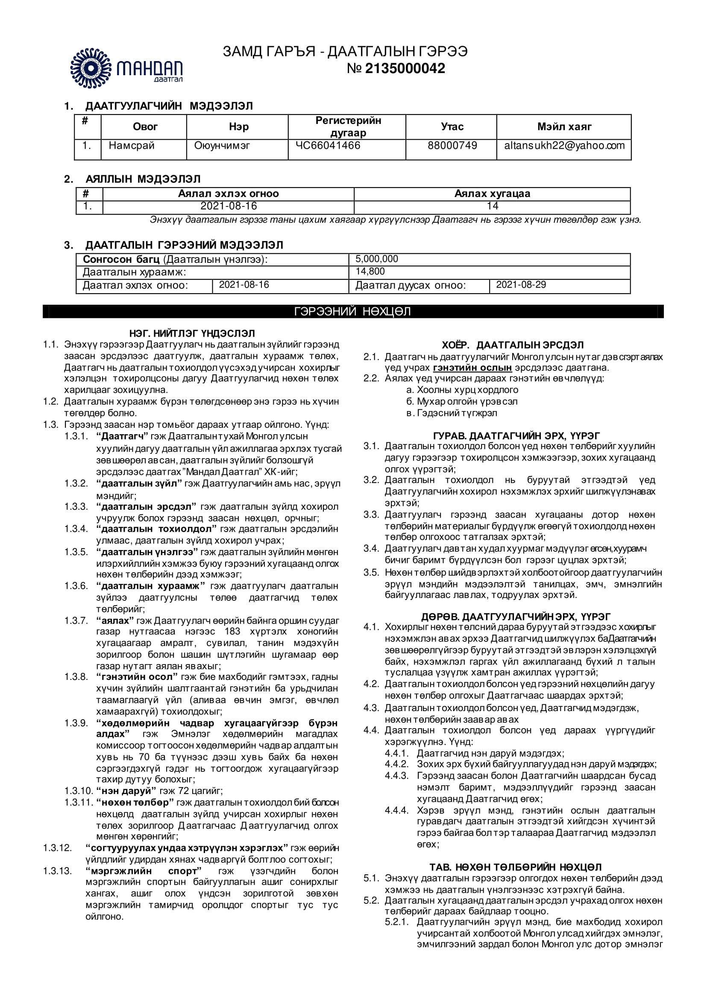 МАНДАЛ
даатгал
ЗАМД ГАРЪЯ - ДААТГАЛЫН ГЭРЭЭ
№ 2135000042
1. ДААТГУУЛАГЧИЙН МЭДЭЭЛЭЛ
# Овог Нэр Регистерийн дугаар Утас Мэйл хаяг
1. Намсрай Оюунчимэг ЧС66041466 88000749 altansukh22@yahoo.com
2. АЯЛЛЫН МЭДЭЭЛЭЛ
# Аялал эхлэх огноо Аялах хугацаа
1. 2021-08-16 14
Энэхүү даатгалын гэрээг таны цахим хаягаар хүргүүлснээр Даатгагч нь гэрээг хүчин төгөлдөр гэж үзнэ.
3. ДААТГАЛЫН ГЭРЭЭНИЙ МЭДЭЭЛЭЛ
Сонгосон багц (Даатгалын үнэлгээ): 5,000,000
Даатгалын хураамж: 14,800
Даатгал эхлэх огноо: 2021-08-16 Даатгал дуусах огноо: 2021-08-29
ГЭРЭЭНИЙ НӨХЦӨЛ
НЭГ. НИЙТЛЭГ ҮНДЭСЛЭЛ
1.1. Энэхүү гэрээгээр Даатгуулагч нь даатгалын зүйлийг гэрээнд
заасан эрсдэлээс даатгуулж, даатгалын хураамж төлөх,
Даатгагч нь даатгалын тохиолдол үүсэхэд учирсан хохирлыг
хэлэлцэн тохиролцсоны дагуу Даатгуулагчид нөхөн төлөх
харилцааг зохицуулна.
1.2. Даатгалын хураамж бүрэн төлөгдсөнөөр энэ гэрээ нь хүчин
төгөлдөр болно.
1.3. Гэрээнд заасан нэр томьёог дараах утгаар ойлгоно. Үүнд:
1.3.1. “Даатгагч” гэж Даатгалын тухай Монгол улсын
хуулийн дагуу даатгалын үйл ажиллагаа эрхлэх тусгай
зөвшөөрөл авсан, даатгалын зүйлийг болзошгүй
эрсдэлээс даатгах ”Мандал Даатгал” ХК-ийг;
1.3.2. “даатгалын зүйл” гэж Даатгуулагчийн амь нас, эрүүл
мэндийг;
1.3.3. “даатгалын эрсдэл” гэж даатгалын зүйлд хохирол
учруулж болох гэрээнд заасан нөхцөл, орчныг;
1.3.4. “даатгалын тохиолдол” гэж даатгалын эрсдэлийн
улмаас, даатгалын зүйлд хохирол учрах;
1.3.5. “даатгалын үнэлгээ” гэж даатгалын зүйлийн мөнгөн
илэрхийллийн хэмжээ буюу гэрээний хугацаанд олгох
нөхөн төлбөрийн дээд хэмжээг;
1.3.6. “даатгалын хураамж” гэж даатгуулагч даатгалын
зүйлээ даатгуулсны төлөө даатгагчид төлөх
төлбөрийг;
1.3.7. “аялах” гэж Даатгуулагч өөрийн байнга оршин суудаг
газар нутгаасаа нэгээс 183 хүртэлх хоногийн
хугацаагаар амралт, сувилал, танин мэдэхүйн
зорилгоор болон шашин шүтлэгийн шугамаар өөр
газар нутагт аялан явахыг;
1.3.8. “гэнэтийн осол” гэж бие махбодийг гэмтээх, гадны
хүчин зүйлийн шалтгаантай гэнэтийн ба урьдчилан
таамаглаагүй үйл (аливаа өвчин эмгэг, өвчлөл
хамаарахгүй) тохиолдохыг;
1.3.9. “хөдөлмөрийн чадвар хугацаагүйгээр бүрэн
алдах” гэж Эмнэлэг хөдөлмөрийн магадлах
комиссоор тогтоосон хөдөлмөрийн чадвар алдалтын
хувь нь 70 ба түүнээс дээш хувь байх ба нөхөн
сэргээгдэхгүй гэдэг нь тогтоогдож хугацаагүйгээр
тахир дутуу болохыг;
1.3.10. “нэн даруй” гэж 72 цагийг;
1.3.11. “нөхөн төлбөр” гэж даатгалын тохиолдол бий болсон
нөхцөлд даатгалын зүйлд учирсан хохирлыг нөхөн
төлөх зорилгоор Даатгагчаас Даатгуулагчид олгох
мөнгөн хөрөнгийг;
1.3.12. “согтууруулах ундаа хэтрүүлэн хэрэглэх” гэж өөрийн
үйлдлийг удирдан хянах чадваргүй болтлоо согтохыг;
1.3.13. “мэргэжлийн спорт” гэж үзэгчдийн болон
мэргэжлийн спортын байгууллагын ашиг сонирхлыг
хангах, ашиг олох үндсэн зорилготой зөвхөн
мэргэжлийн тамирчид оролцдог спортыг тус тус
ойлгоно.
ХОЁР. ДААТГАЛЫН ЭРСДЭЛ
2.1. Даатгагч нь даатгуулагчийг Монгол улсын нутаг дэвсгэрт аялах
үед учрах гэнэтийн ослын эрсдэлээс даатгана.
2.2. Аялах үед учирсан дараах гэнэтийн өвчлөлүүд:
а. Хоолны хурц хордлого
б. Мухар олгойн үрэвсэл
в. Гэдэсний түгжрэл
ГУРАВ. ДААТГАГЧИЙН ЭРХ, ҮҮРЭГ
3.1. Даатгалын тохиолдол болсон үед нөхөн төлбөрийг хуулийн
дагуу гэрээгээр тохиролцсон хэмжээгээр, зохих хугацаанд
олгох үүрэгтэй;
3.2. Даатгалын тохиолдол нь буруутай этгээдтэй үед
Даатгуулагчийн хохирол нэхэмжлэх эрхийг шилжүүлэн авах
эрхтэй;
3.3. Даатгуулагч гэрээнд заасан хугацааны дотор нөхөн
төлбөрийн материалыг бүрдүүлж өгөөгүй тохиолдолд нөхөн
төлбөр олгохоос татгалзах эрхтэй;
3.4. Даатгуулагч давтан худал хуурмаг мэдүүлэг өгсөн, хуурамч
бичиг баримт бүрдүүлсэн бол гэрээг цуцлах эрхтэй;
3.5. Нөхөн төлбөр шийдвэрлэхтэй холбоотойгоор даатгуулагчийн
эрүүл мэндийн мэдээлэлтэй танилцах, эмч, эмнэлгийн
байгууллагаас лавлах, тодруулах эрхтэй.
ДӨРӨВ. ДААТГУУЛАГЧИЙН ЭРХ, ҮҮРЭГ
4.1. Хохирлыг нөхөн төлсний дараа буруутай этгээдээс хохирлыг
нэхэмжлэн авах эрхээ Даатгагчид шилжүүлэх ба Даатгагчийн
зөвшөөрөлгүйгээр буруутай этгээдтэй эвлэрэн хэлэлцэхгүй
байх, нэхэмжлэл гаргах үйл ажиллагаанд бүхий л талын
туслалцаа үзүүлж хамтран ажиллах үүрэгтэй;
4.2. Даатгалын тохиолдол болсон үед гэрээний нөхцөлийн дагуу
нөхөн төлбөр олгохыг Даатгагчаас шаардах эрхтэй;
4.3. Даатгалын тохиолдол болсон үед, Даатгагчид мэдэгдэж,
нөхөн төлбөрийн заавар авах
4.4. Даатгалын тохиолдол болсон үед дараах үүргүүдийг
хэрэгжүүлнэ. Үүнд:
4.4.1. Даатгагчид нэн даруй мэдэгдэх;
4.4.2. Зохих эрх бүхий байгууллагуудад нэн даруй мэдэгдэх;
4.4.3. Гэрээнд заасан болон Даатгагчийн шаардсан бусад
нэмэлт баримт, мэдээллүүдийг гэрээнд заасан
хугацаанд Даатгагчид өгөх;
4.4.4. Хэрэв эрүүл мэнд, гэнэтийн ослын даатгалын
гуравдагч даатгалын этгээдтэй хийгдсэн хүчинтэй
гэрээ байгаа бол тэр талаараа Даатгагчид мэдээлэл
өгөх;
ТАВ. НӨХӨН ТӨЛБӨРИЙН НӨХЦӨЛ
5.1. Энэхүү даатгалын гэрээгээр олгогдох нөхөн төлбөрийн дээд
хэмжээ нь даатгалын үнэлгээнээс хэтрэхгүй байна.
5.2. Даатгалын хугацаанд даатгалын эрсдэл учрахад олгох нөхөн
төлбөрийг дараах байдлаар тооцно.
5.2.1. Даатгуулагчийн эрүүл мэнд, бие махбодид хохирол
учирсантай холбоотой Монгол улсад хийгдэх эмнэлэг,
эмчилгээний зардал болон Монгол улс дотор эмнэлэг